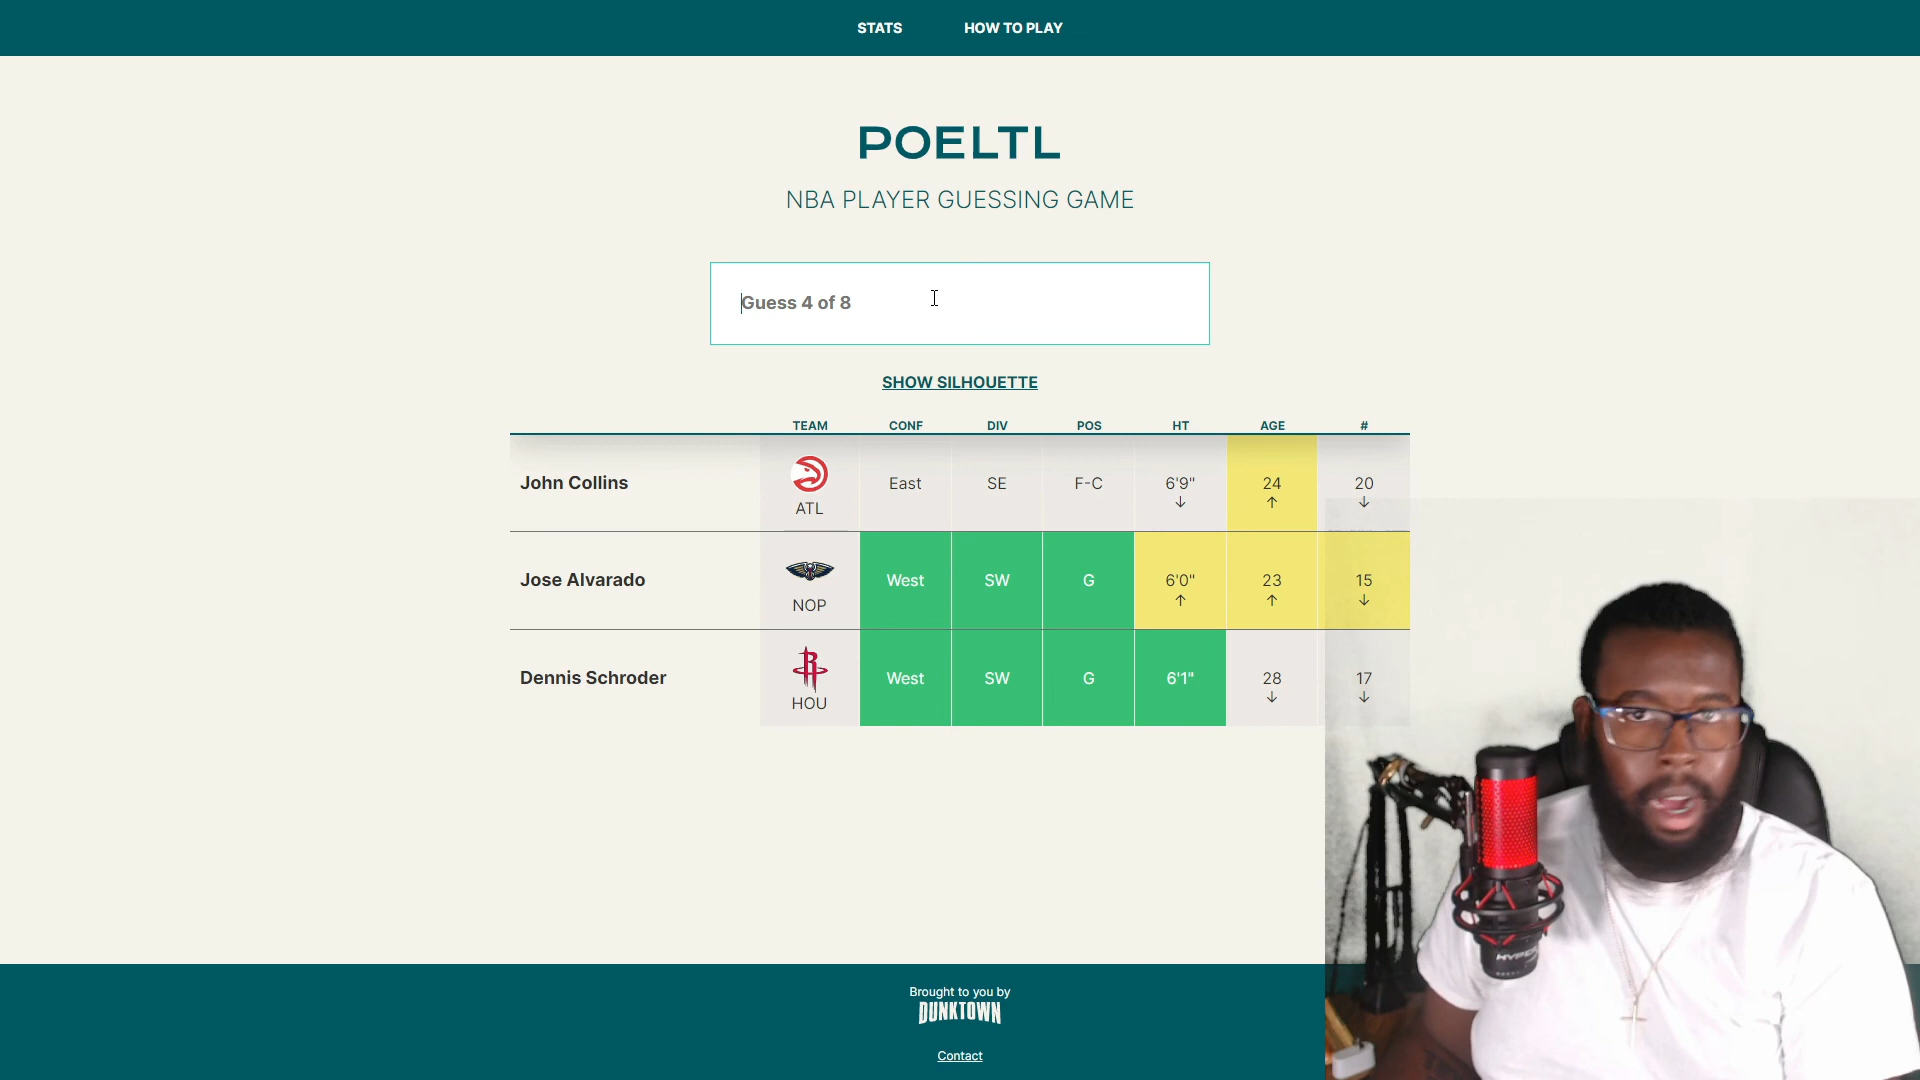 STATS HOW TO PLAY
POELTL
NBA PLAYER GUESSING GAME
Guess 4 of 8
SHOW SILHOUETTE
TEAM CONF DIV POS HT AGE #
John Collins ATL East SE F-C 6'9" ↓ 24 ↑ 20 ↓
Jose Alvarado NOP West SW G 6'0" ↑ 23 ↑ 15 ↓
Dennis Schroder HOU West SW G 6'1" 28 ↓ 17 ↓
HYPER
Brought to you by
DUNKTOWN
Contact